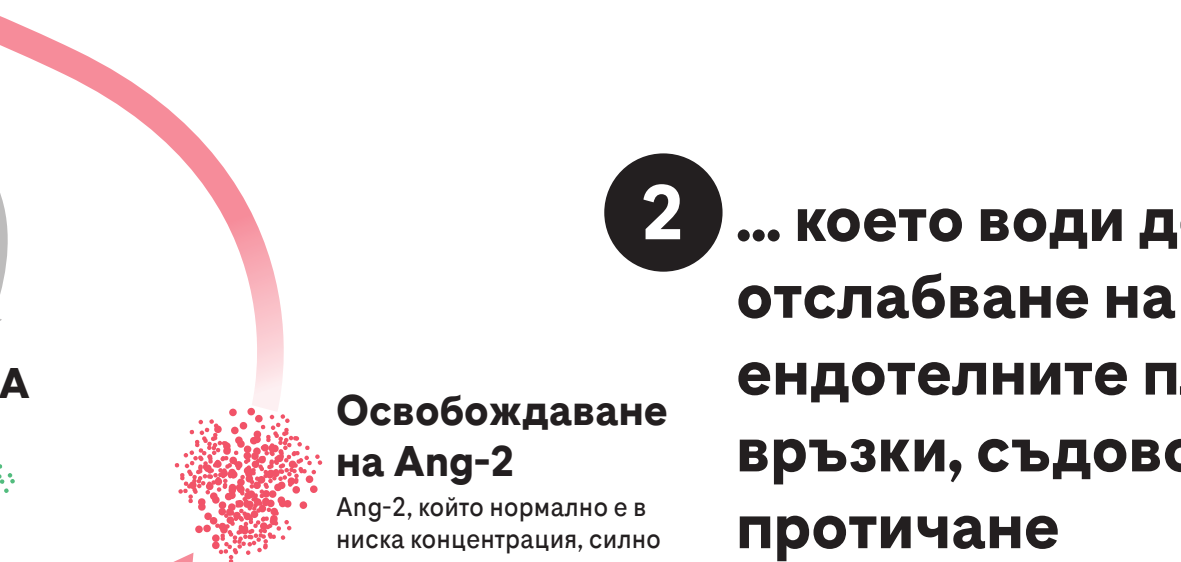 2
... което води
отслабване на
ендотелните
връзки,
протичане
А
Освобождаване
на Ang-2
Ang-2, който нормално е в
ниска концентрация, силно